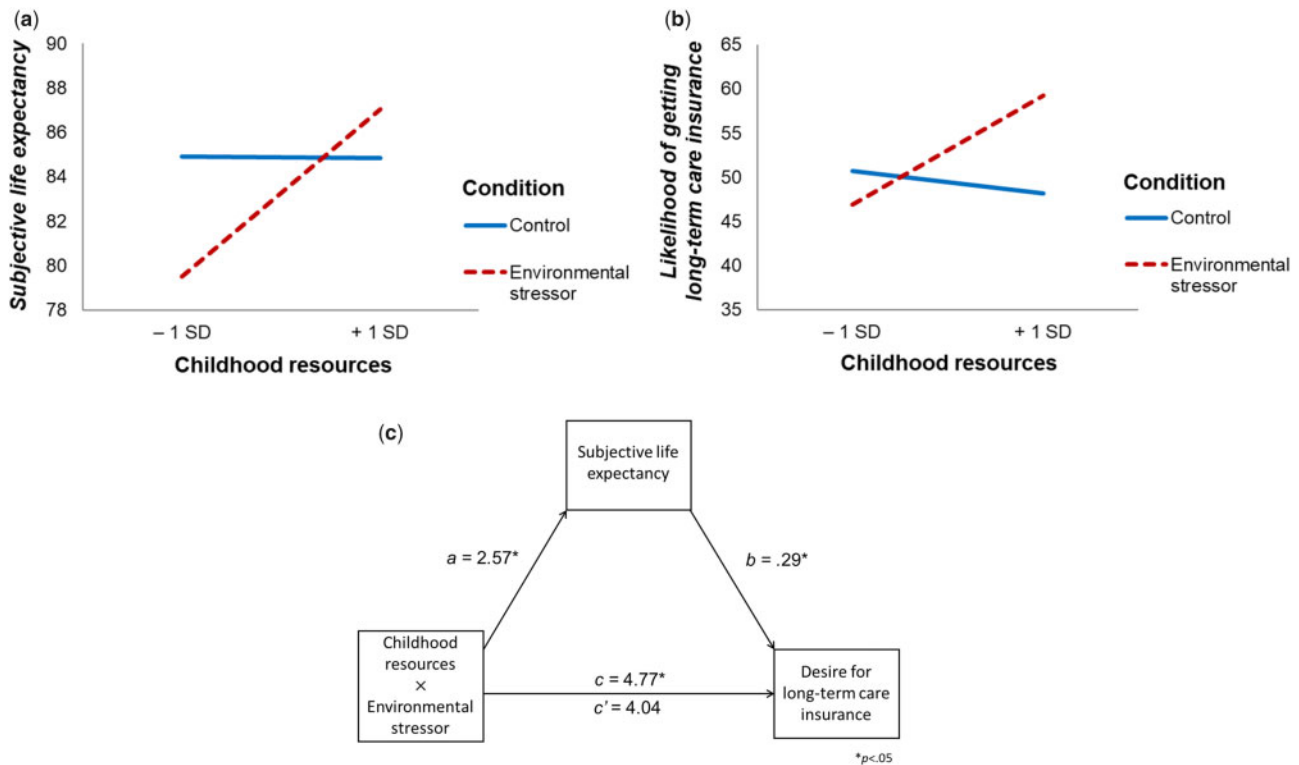 (a)
Subjective life expectancy
90
88
86
84
82
80
78
– 1 SD
+ 1 SD
Childhood resources
Condition
Control
Environmental
stressor
(b)
Likelihood of getting
long-term care insurance
65
60
55
50
45
40
35
– 1 SD
+ 1 SD
Childhood resources
Condition
Control
Environmental
stressor
(c)
Subjective life
expectancy
a = 2.57*
b = .29*
Childhood
resources
×
Environmental
stressor
c = 4.77*
c' = 4.04
Desire for
long-term care
insurance
*p<.05